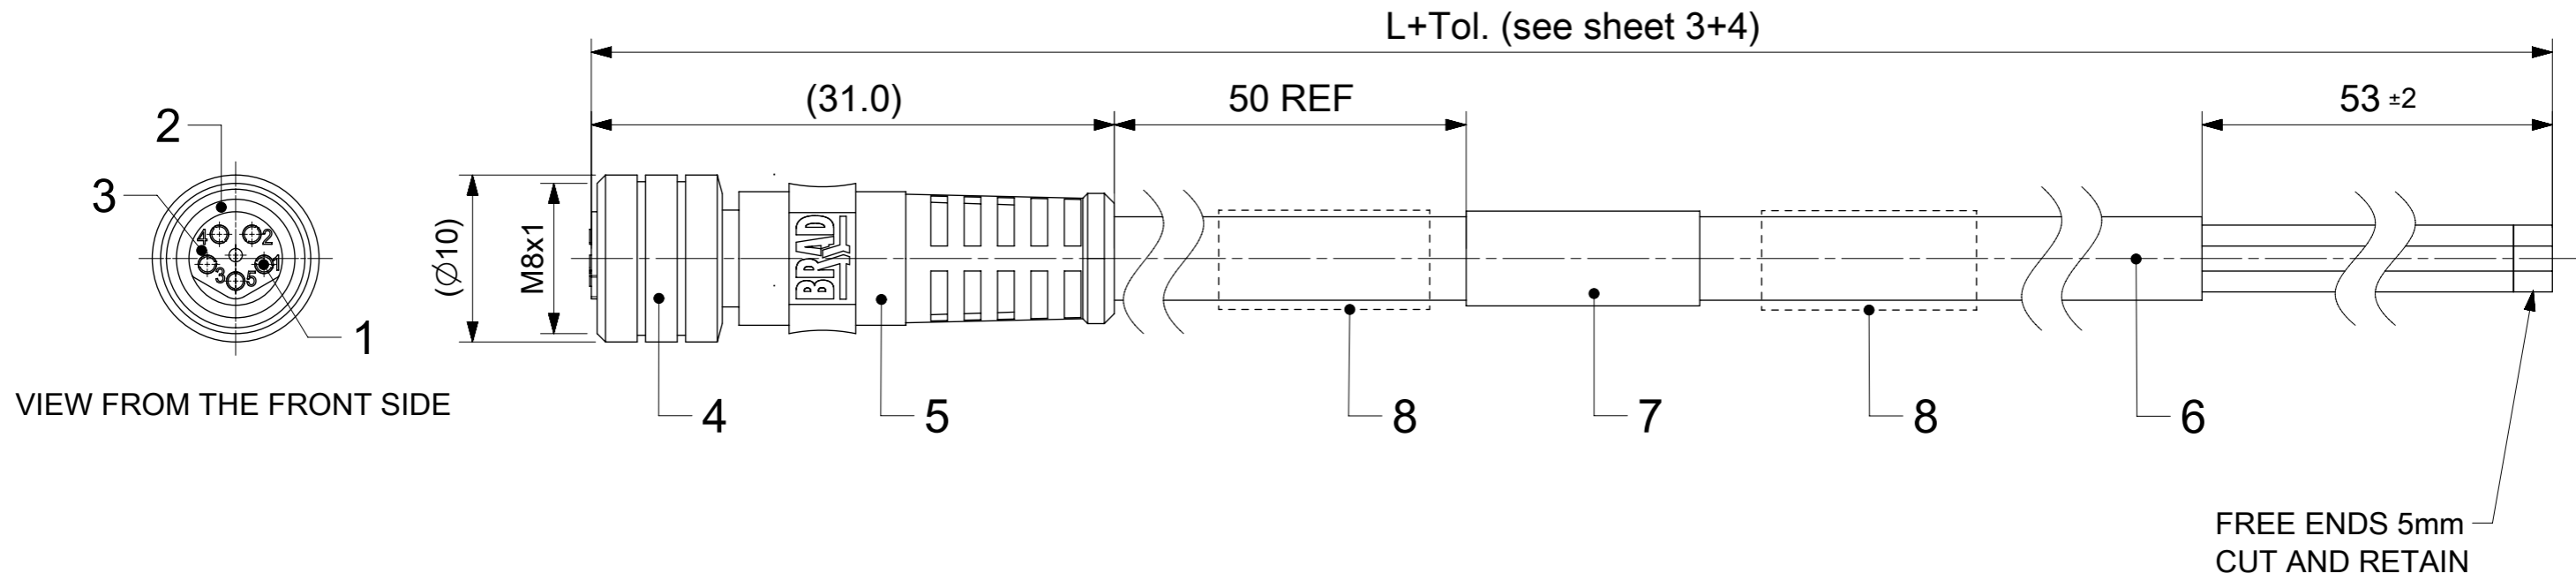 L+Tol. (see sheet 3+4)
(31.0)
50 REF
53 ±2
2
3
4
2
3
5
1
1
(Ø10)
M8x1
BRAD
VIEW FROM THE FRONT SIDE
4
5
8
7
8
6
FREE ENDS 5mm
CUT AND RETAIN